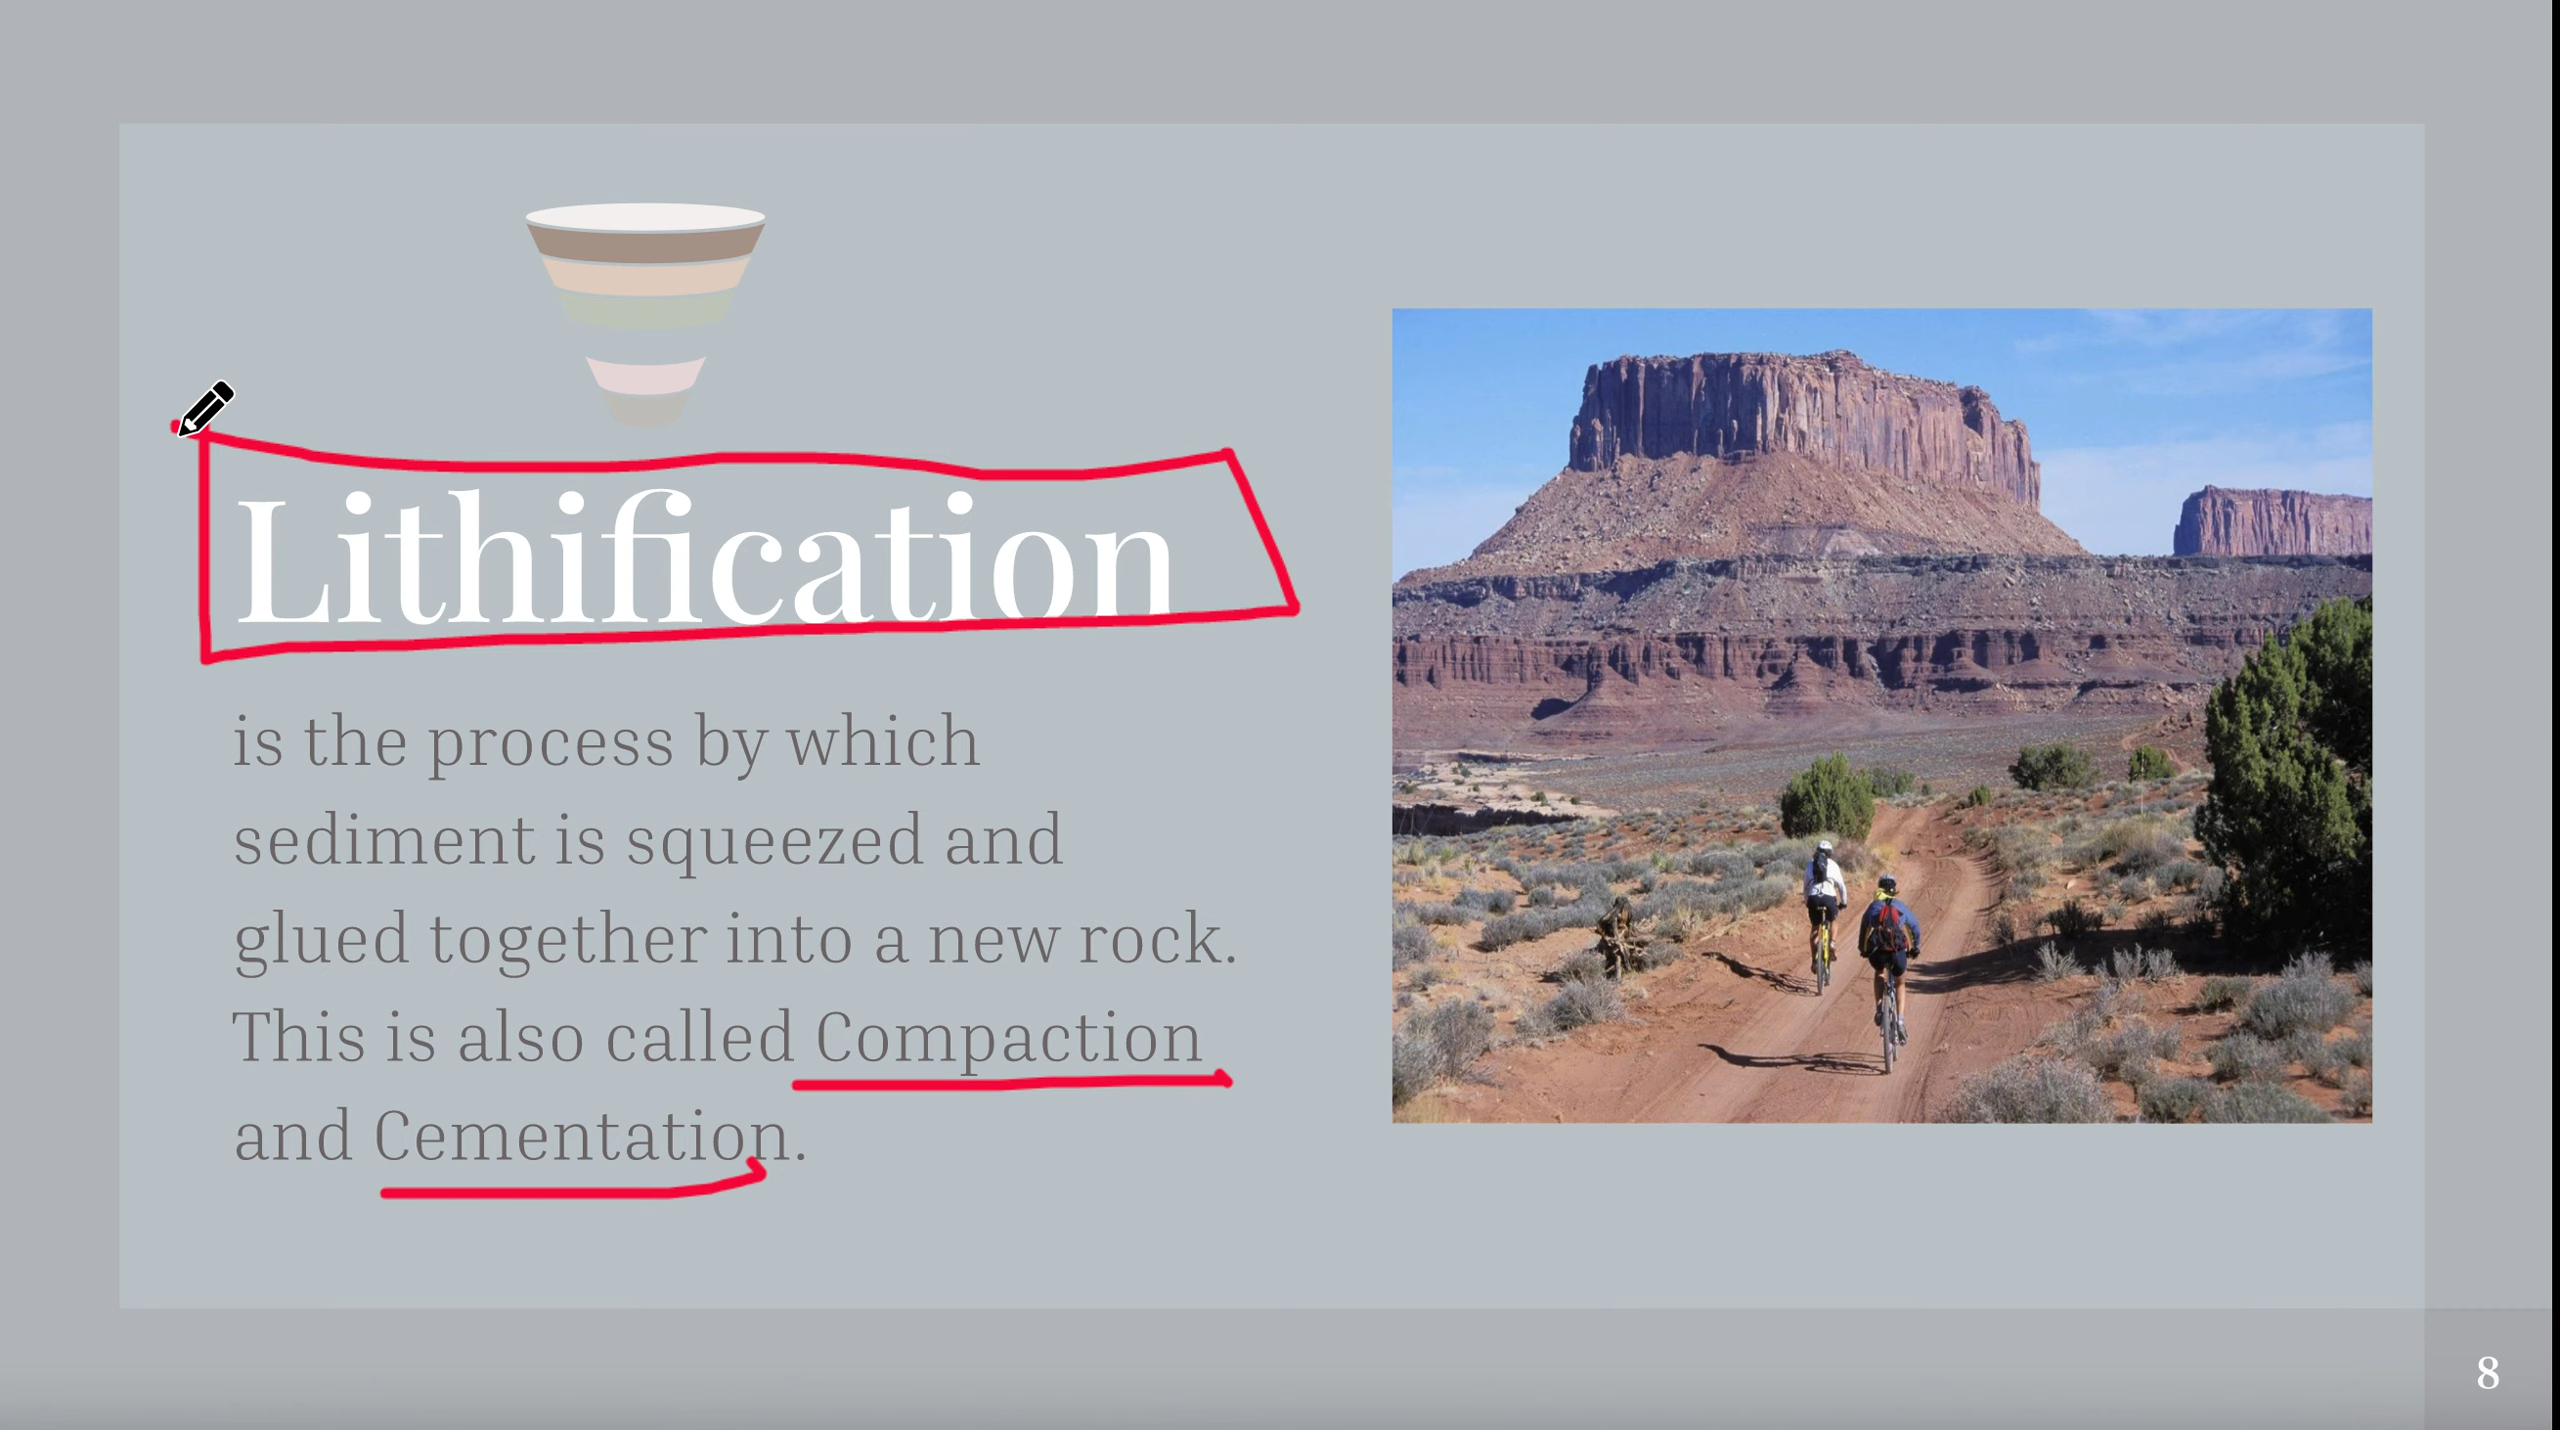 Lithification
is the process by which
sediment is squeezed and
glued together into a new rock.
This is also called Compaction
and Cementation.
8